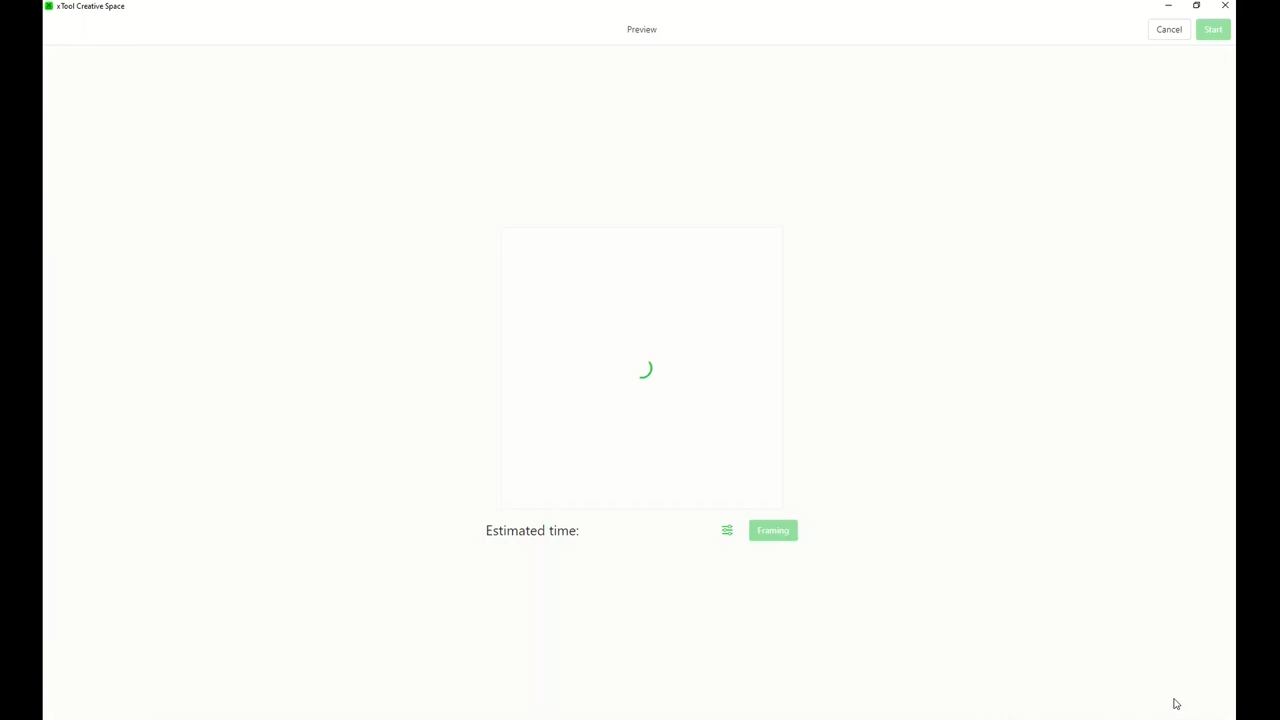 xTool Creative Space
Preview
Cancel
Start
Estimated time:
Framing